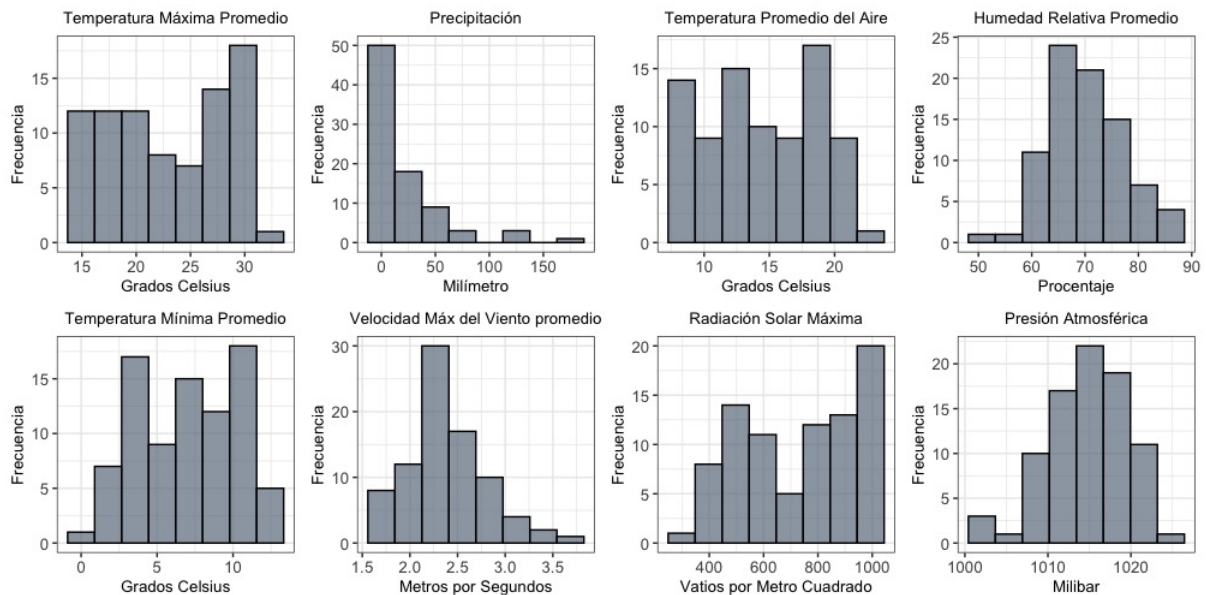 Temperatura Máxima Promedio
Frecuencia
15
10
5
0
15 20 25 30
Grados Celsius
Precipitación
Frecuencia
50
40
30
20
10
0
0 50 100 150
Milímetro
Temperatura Promedio del Aire
Frecuencia
15
10
5
0
10 15 20
Grados Celsius
Humedad Relativa Promedio
Frecuencia
25
20
15
10
5
0
50 60 70 80 90
Procentaje
Temperatura Mínima Promedio
Frecuencia
15
10
5
0
0 5 10
Grados Celsius
Velocidad Máx del Viento promedio
Frecuencia
30
20
10
0
1.5 2.0 2.5 3.0 3.5
Metros por Segundos
Radiación Solar Máxima
Frecuencia
20
15
10
5
0
400 600 800 1000
Vatios por Metro Cuadrado
Presión Atmosférica
Frecuencia
20
15
10
5
0
1000 1010 1020
Milibar